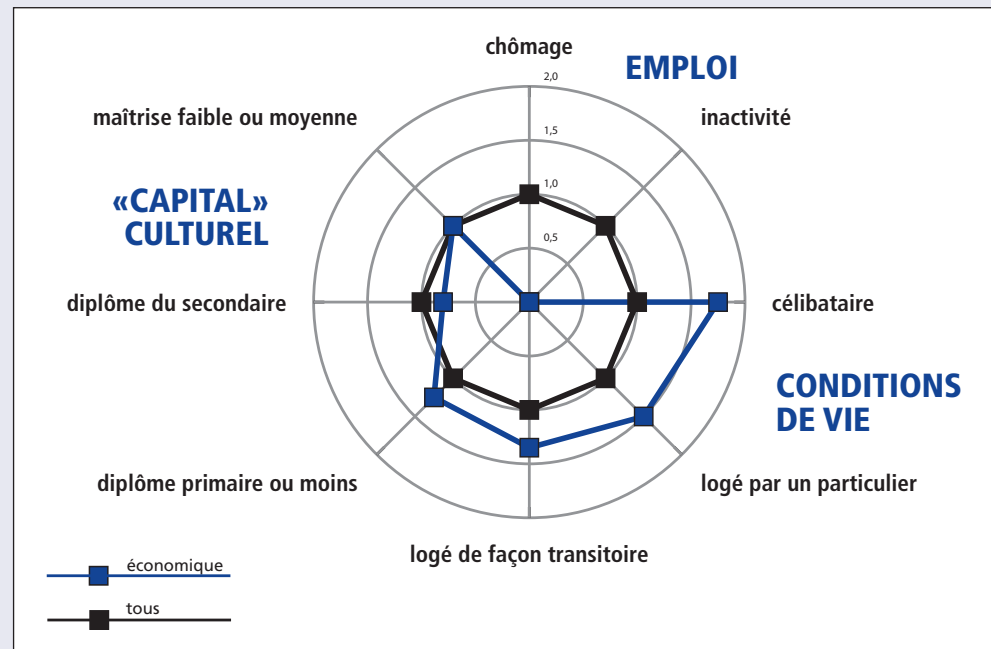 chômage
EMPLOI
2,0
maîtrise faible ou moyenne
inactivité
1,5
1,0
«CAPITAL»
CULTUREL
0,5
diplôme du secondaire
célibataire
CONDITIONS
DE VIE
diplôme primaire ou moins
logé par un particulier
logé de façon transitoire
économique
tous